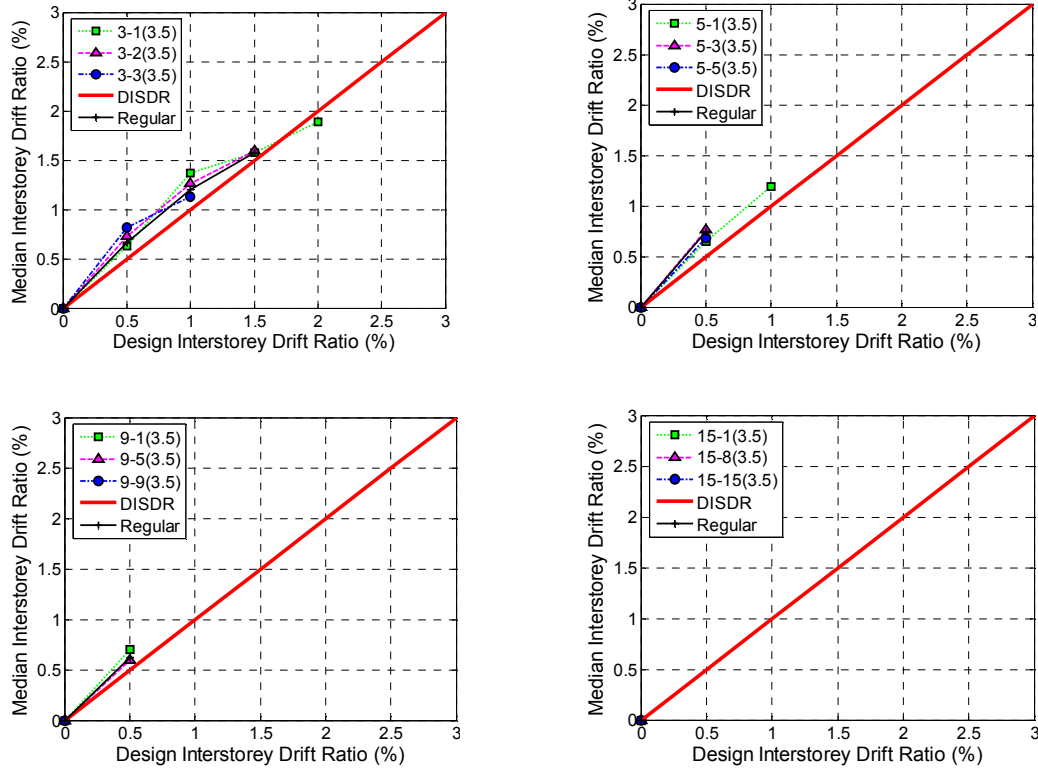 Median Interstorey Drift Ratio (%)
3
2.5
2
1.5
1
0.5
0
3-1(3.5)
3-2(3.5)
3-3(3.5)
DISDR
Regular
0 0.5 1 1.5 2 2.5 3
Design Interstorey Drift Ratio (%)
Median Interstorey Drift Ratio (%)
3
2.5
2
1.5
1
0.5
0
5-1(3.5)
5-3(3.5)
5-5(3.5)
DISDR
Regular
0 0.5 1 1.5 2 2.5 3
Design Interstorey Drift Ratio (%)
Median Interstorey Drift Ratio (%)
3
2.5
2
1.5
1
0.5
0
9-1(3.5)
9-5(3.5)
9-9(3.5)
DISDR
Regular
0 0.5 1 1.5 2 2.5 3
Design Interstorey Drift Ratio (%)
Median Interstorey Drift Ratio (%)
3
2.5
2
1.5
1
0.5
0
15-1(3.5)
15-8(3.5)
15-15(3.5)
DISDR
Regular
0 0.5 1 1.5 2 2.5 3
Design Interstorey Drift Ratio (%)